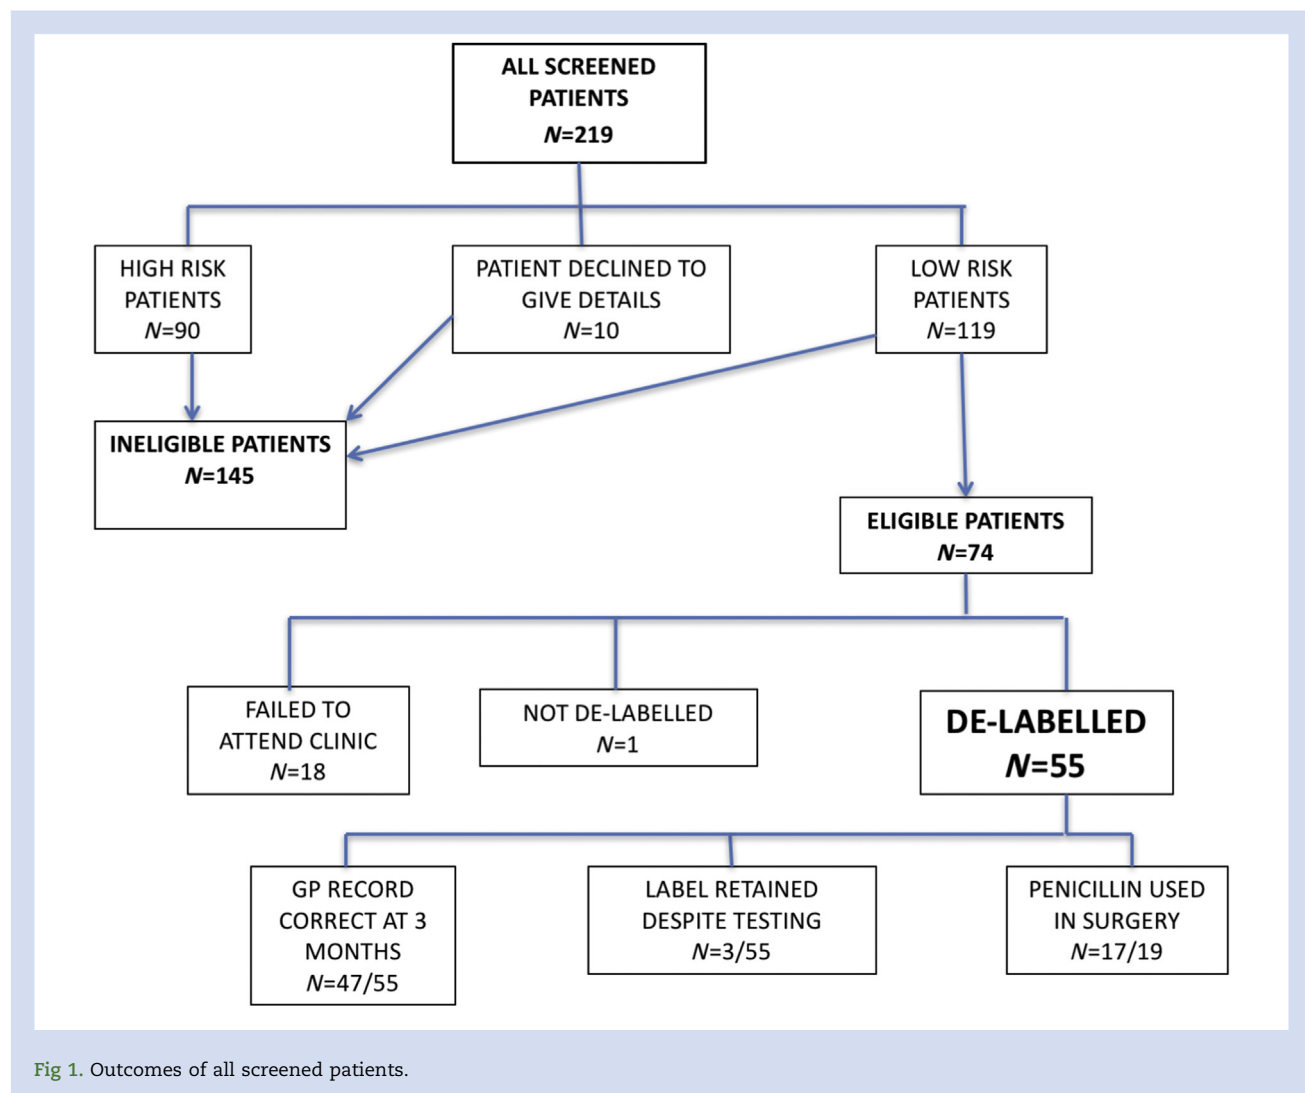 ALL SCREENED
PATIENTS
N=219
HIGH RISK
PATIENTS
N=90
PATIENT DECLINED TO
GIVE DETAILS
N=10
LOW RISK
PATIENTS
N=119
INELIGIBLE PATIENTS
N=145
ELIGIBLE PATIENTS
N=74
FAILED TO
ATTEND CLINIC
N=18
NOT DE-LABELLED
N=1
DE-LABELLED
N=55
GP RECORD
CORRECT AT 3
MONTHS
N=47/55
LABEL RETAINED
DESPITE TESTING
N=3/55
PENICILLIN USED
IN SURGERY
N=17/19
Fig 1. Outcomes of all screened patients.